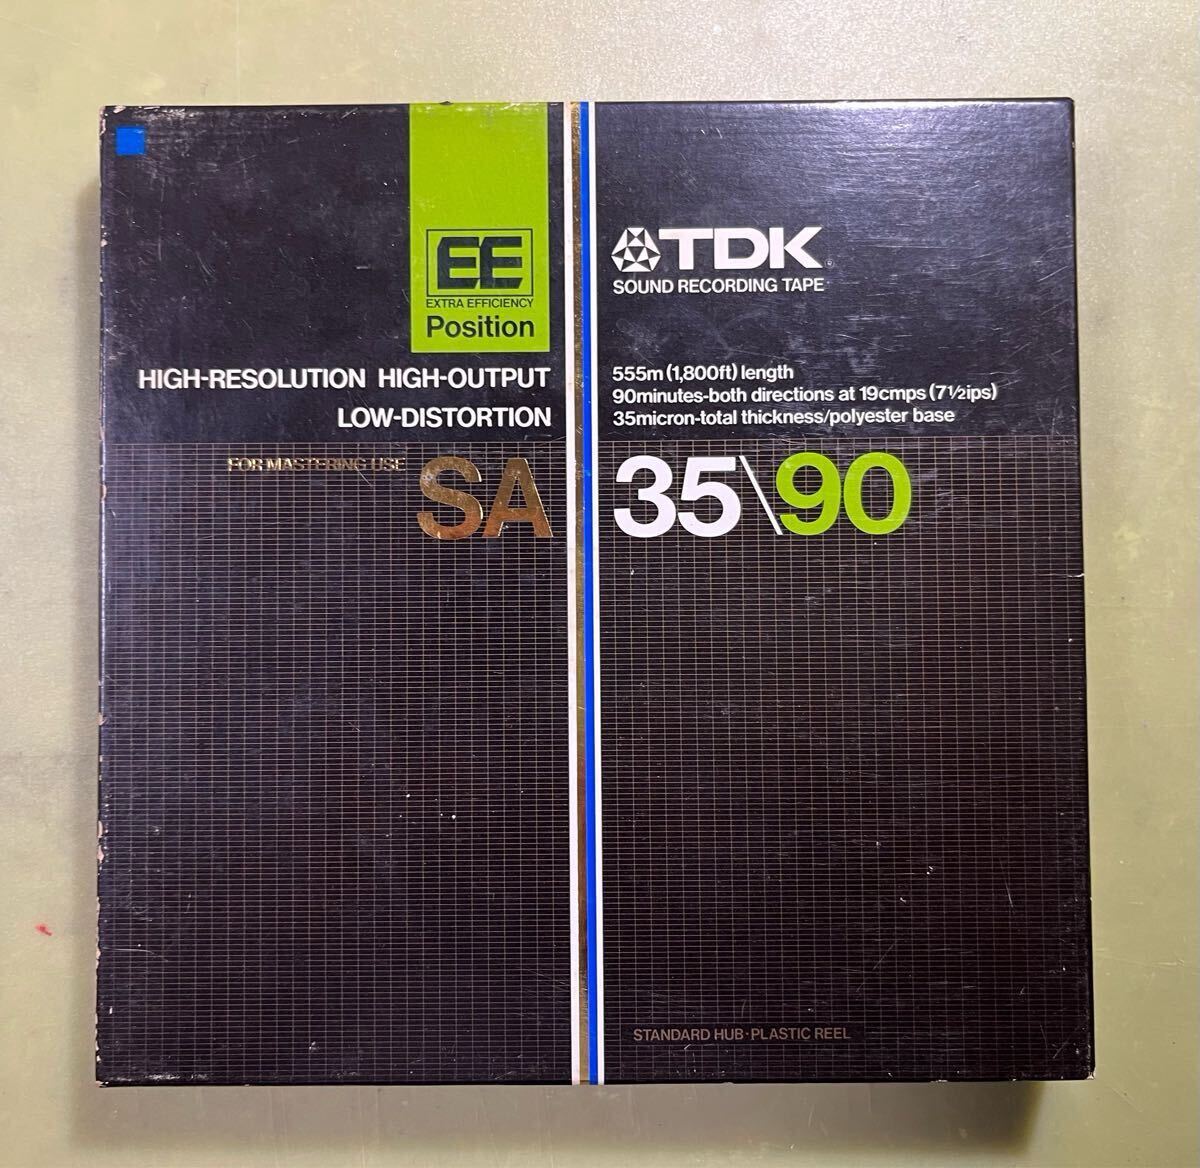 EE
EXTRA EFFICIENCY
Position
HIGH-RESOLUTION HIGH-OUTPUT
LOW-DISTORTION
FOR MASTERING USE SA
TDK®
SOUND RECORDING TAPE
555m (1,800ft) length
90minutes-both directions at 19cmps (7½ips)
35micron-total thickness/polyester base
35\90
STANDARD HUB·PLASTIC REEL